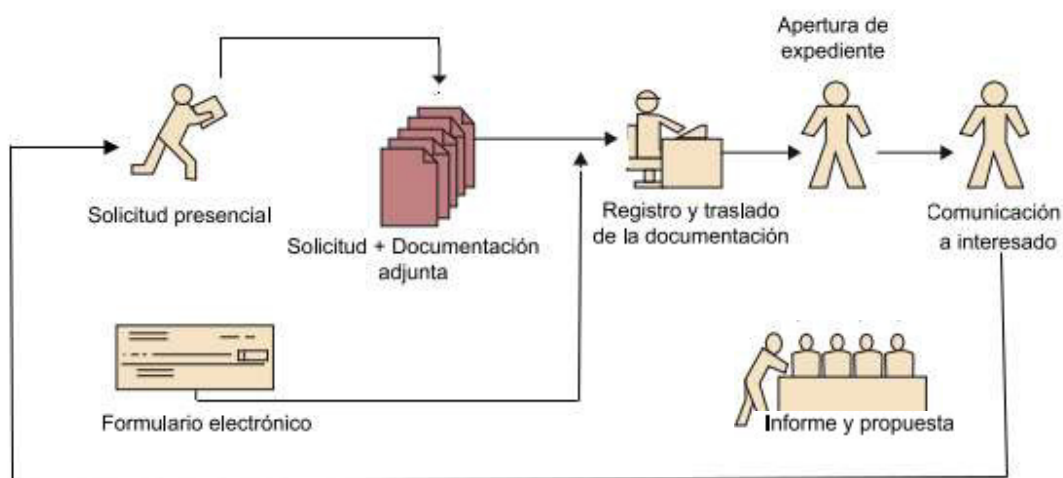 Apertura de
expediente
Solicitud presencial
Solicitud + Documentación
adjunta
Registro y traslado
de la documentación
Comunicación
a interesado
Formulario electrónico
Informe y propuesta